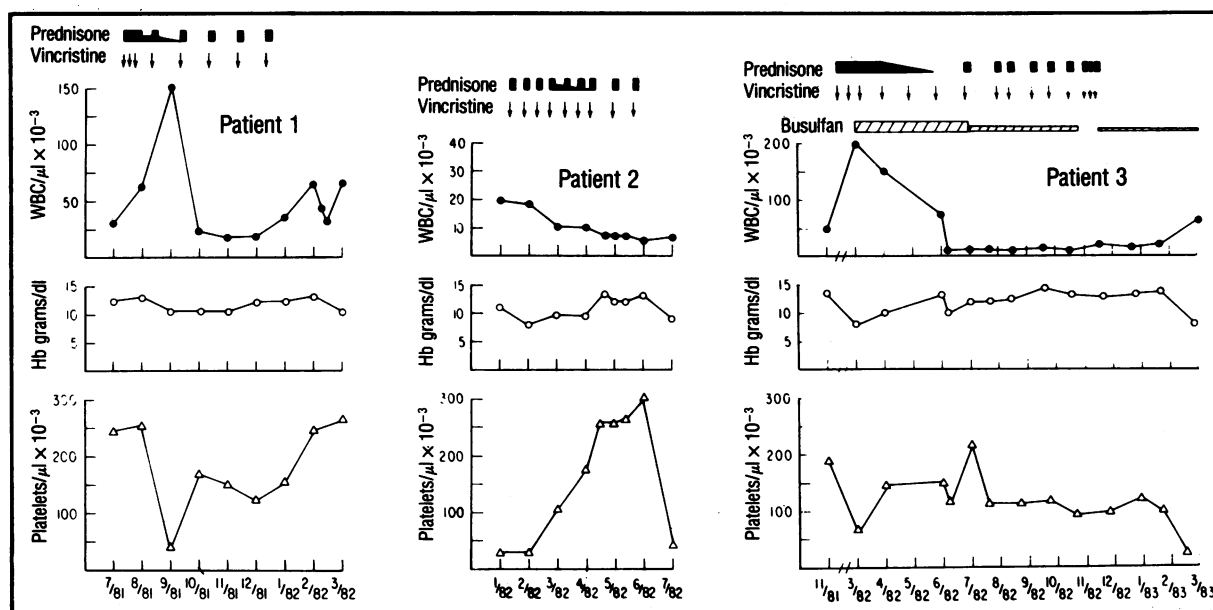 Prednisone
Vincristine
Patient 1
WBC/μl × 10⁻³
150
100
50
Hb grams/dl
15
10
5
Platelets/μl × 10⁻³
300
200
100
7/81 8/81 9/81 10/81 11/81 12/81 1/82 2/82 3/82
Prednisone
Vincristine
Patient 2
WBC/μl × 10⁻³
40
30
20
10
Hb grams/dl
15
10
5
Platelets/μl × 10⁻³
300
200
100
1/82 2/82 3/82 4/82 5/82 6/82 7/82
Prednisone
Vincristine
Busulfan
Patient 3
WBC/μl × 10⁻³
200
100
Hb grams/dl
15
10
5
Platelets/μl × 10⁻³
300
200
100
11/81 3/82 4/82 5/82 6/82 7/82 8/82 9/82 10/82 11/82 12/82 1/83 2/83 3/83